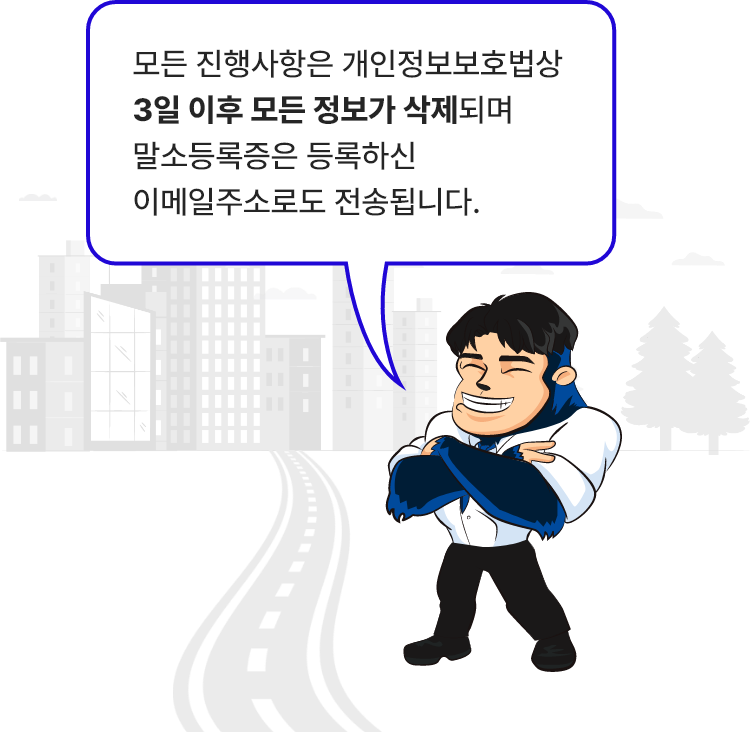 모든 진행사항은 개인정보보호법상
3일 이후 모든 정보가 삭제되며
말소등록증은 등록하신
이메일주소로도 전송됩니다.